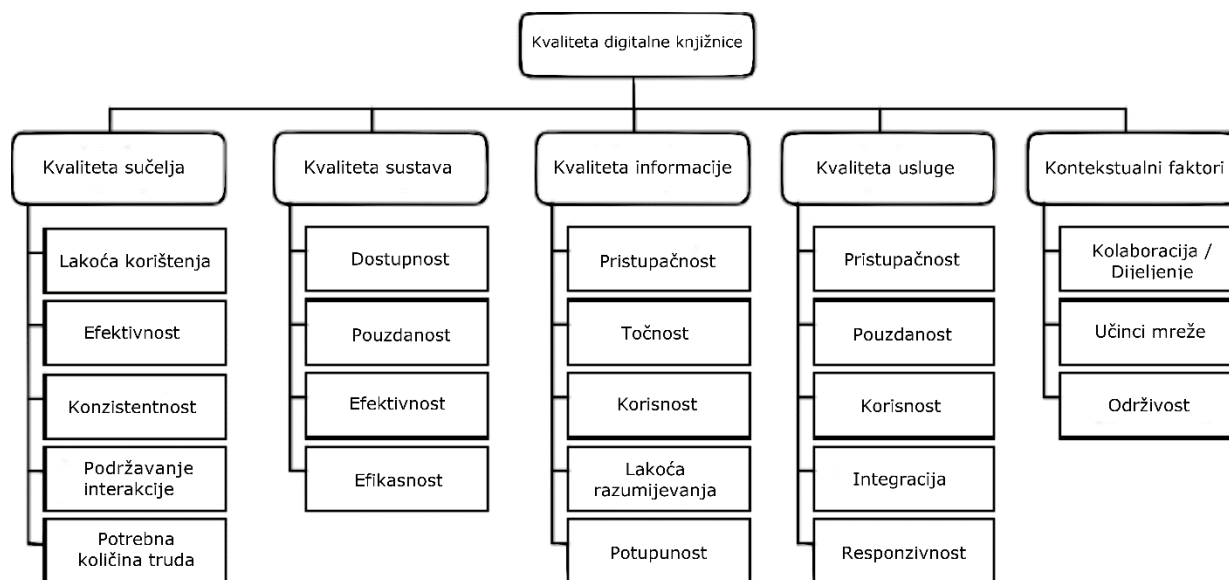 Kvaliteta digitalne knjižnice
Kvaliteta sučelja
Lakoća korištenja
Efektivnost
Konzistentnost
Podržavanje
interakcije
Potrebna
količina truda
Kvaliteta sustava
Dostupnost
Pouzdanost
Efektivnost
Efikasnost
Kvaliteta informacije
Pristupačnost
Točnost
Korisnost
Lakoća
razumijevanja
Potupunost
Kvaliteta usluge
Pristupačnost
Pouzdanost
Korisnost
Integracija
Responzivnost
Kontekstualni faktori
Kolaboracija /
Dijeljenje
Učinci mreže
Održivost